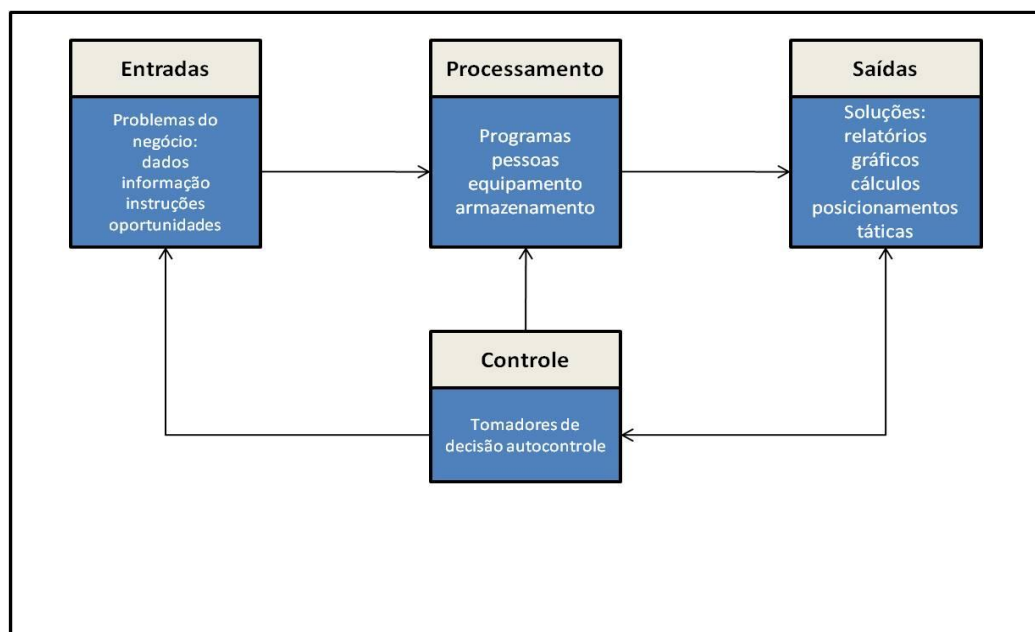 Entradas
Problemas do
negócio:
dados
informação
instruções
oportunidades
Processamento
Programas
pessoas
equipamento
armazenamento
Saídas
Soluções:
relatórios
gráficos
cálculos
posicionamentos
táticas
Controle
Tomadores de
decisão autocontrole